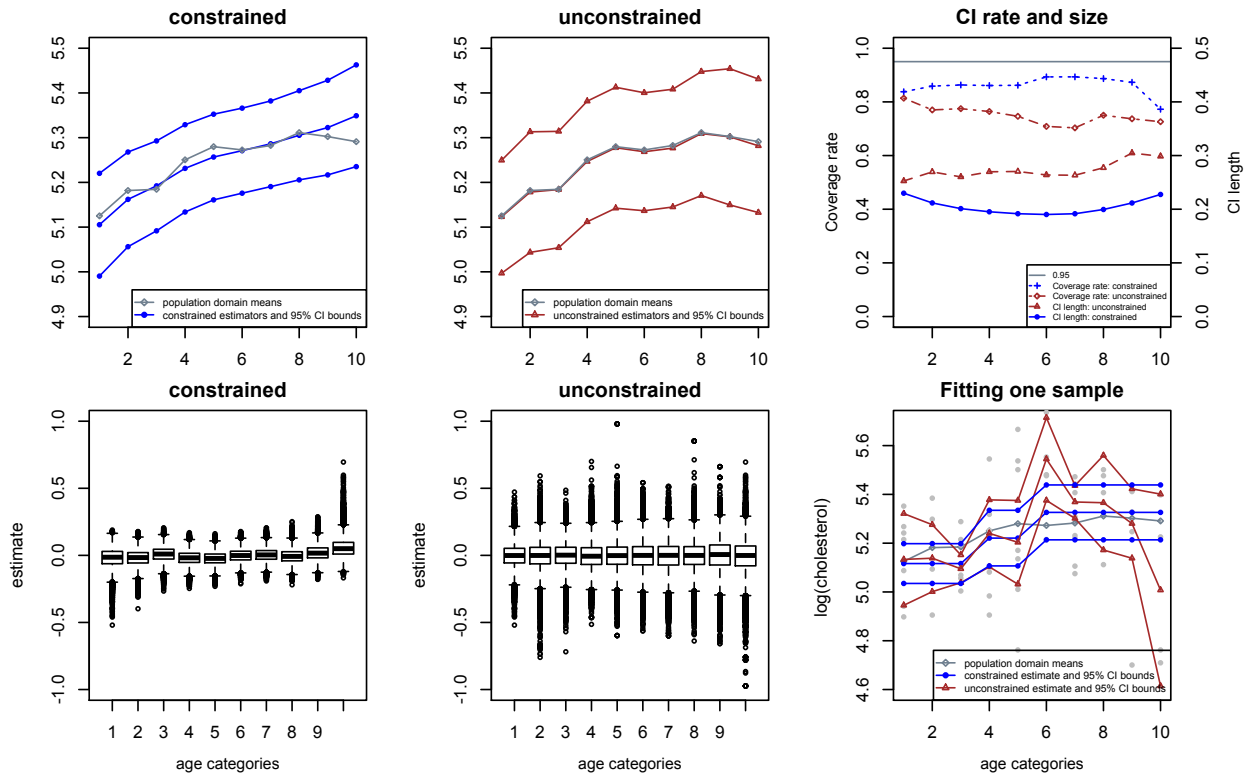 constrained
5.5
5.4
5.3
5.2
5.1
5.0
4.9
population domain means
constrained estimators and 95% CI bounds
2 4 6 8 10
unconstrained
5.5
5.4
5.3
5.2
5.1
5.0
4.9
population domain means
unconstrained estimators and 95% CI bounds
2 4 6 8 10
CI rate and size
Coverage rate
1.0
0.8
0.6
0.4
0.2
0.0
CI length
0.5
0.4
0.3
0.2
0.1
0.0
0.95
Coverage rate: constrained
Coverage rate: unconstrained
CI length: unconstrained
CI length: constrained
2 4 6 8 10
constrained
estimate
1.0
0.5
0.0
-0.5
-1.0
1 2 3 4 5 6 7 8 9
age categories
unconstrained
estimate
1.0
0.5
0.0
-0.5
-1.0
1 2 3 4 5 6 7 8 9
age categories
Fitting one sample
log(cholesterol)
5.6
5.4
5.2
5.0
4.8
4.6
population domain means
constrained estimate and 95% CI bounds
unconstrained estimate and 95% CI bounds
2 4 6 8 10
age categories